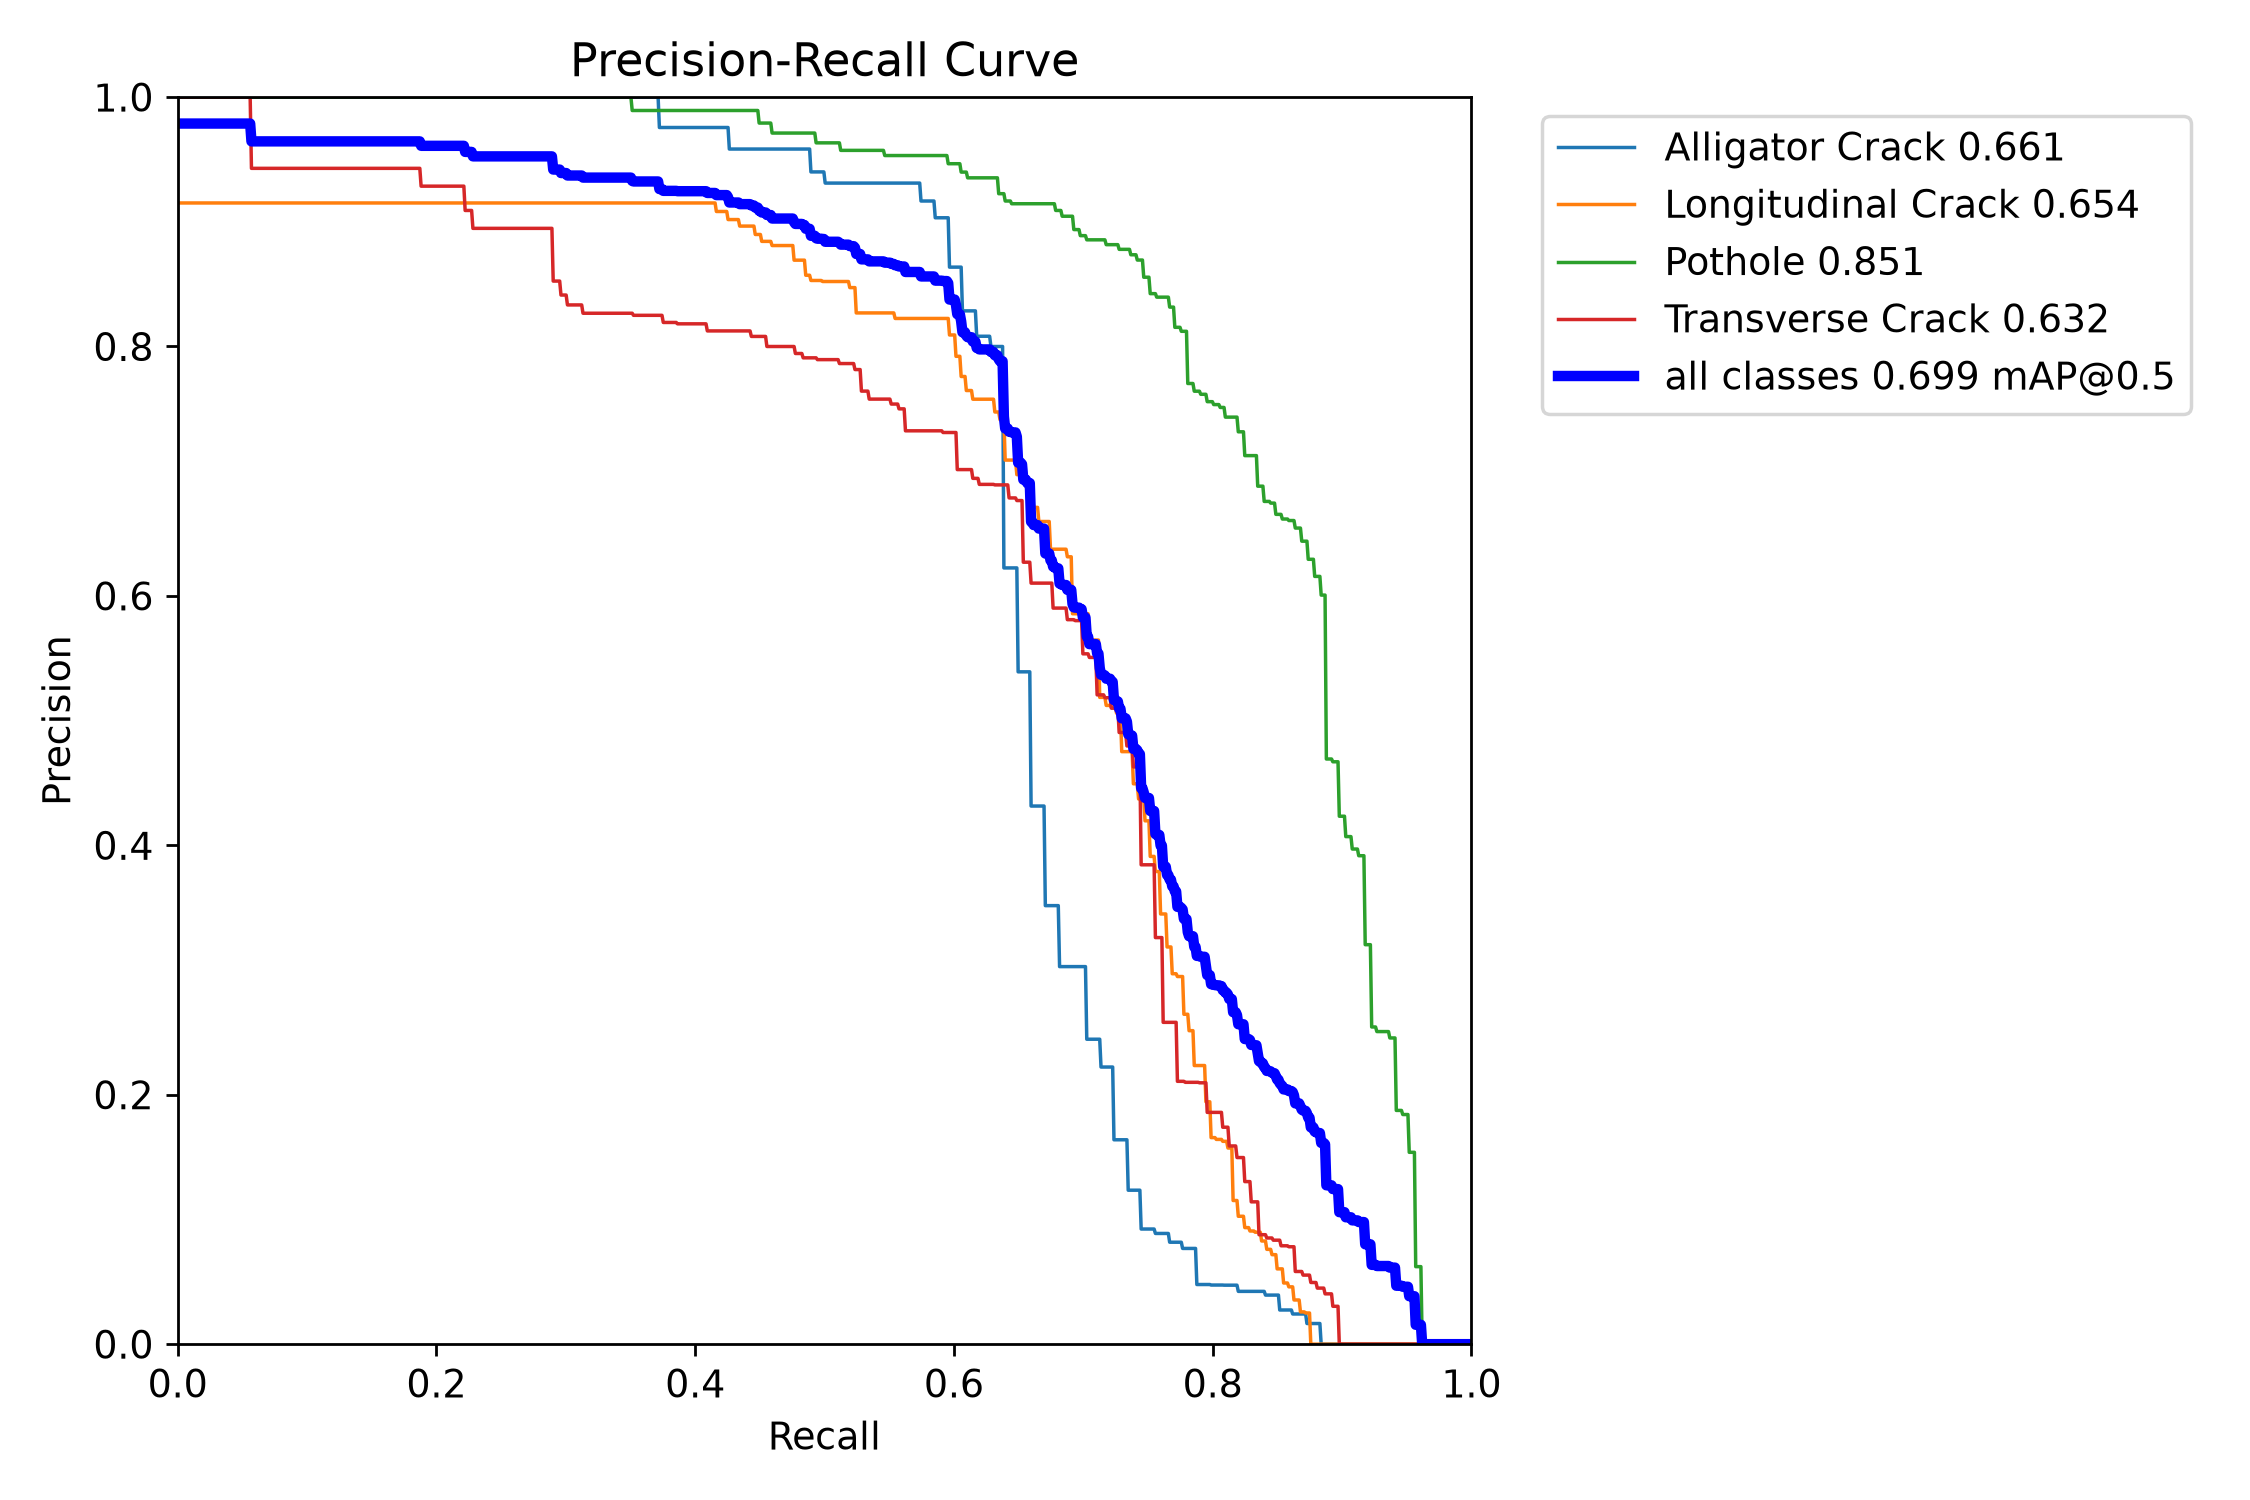 Precision-Recall Curve
Alligator Crack 0.661
Longitudinal Crack 0.654
Pothole 0.851
Transverse Crack 0.632
all classes 0.699 mAP@0.5
Precision
1.0
0.8
0.6
0.4
0.2
0.0
0.0 0.2 0.4 0.6 0.8 1.0
Recall